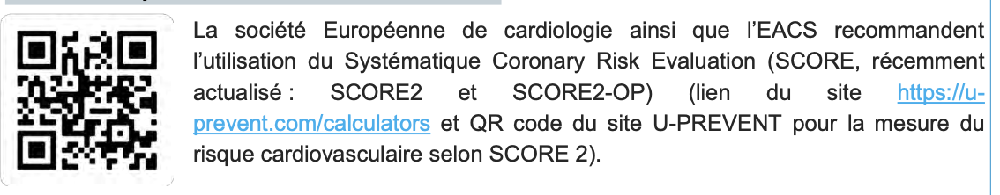 La société Européenne de cardiologie ainsi que l’EACS recommandent
l’utilisation du Systématique Coronary Risk Evaluation (SCORE, récemment
actualisé : SCORE2 et SCORE2-OP) (lien du site https://u-
prevent.com/calculators et QR code du site U-PREVENT pour la mesure du
risque cardiovasculaire selon SCORE 2).